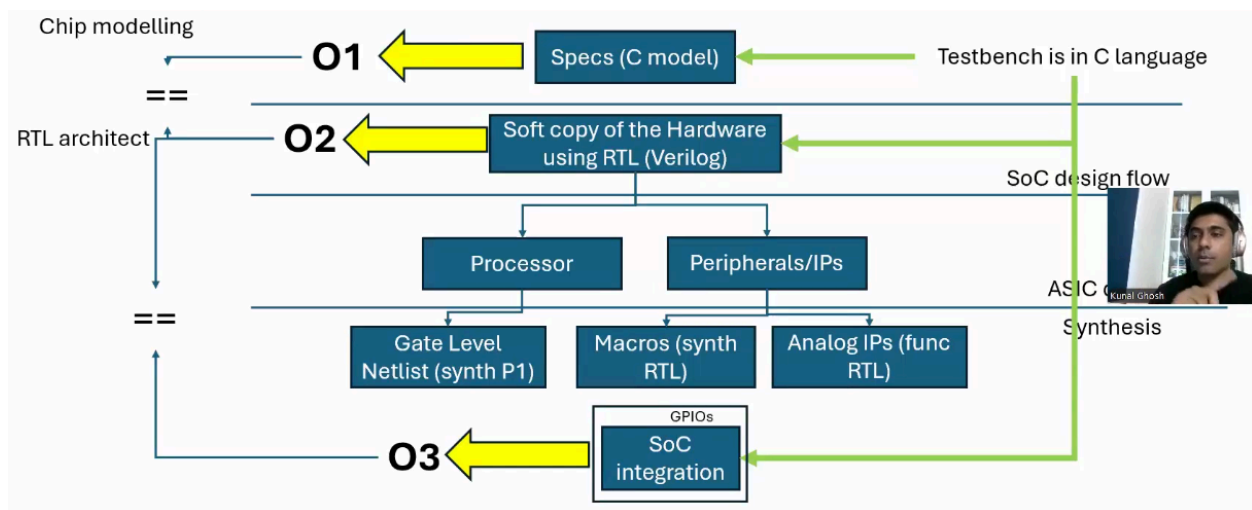 Chip modelling
O1
Specs (C model)
Testbench is in C language
==
RTL architect
O2
Soft copy of the Hardware
using RTL (Verilog)
SoC design flow
Processor
Peripherals/IPs
ASIC
Kunal Ghosh
==
Synthesis
Gate Level
Netlist (synth P1)
Macros (synth
RTL)
Analog IPs (func
RTL)
GPIOs
O3
SoC
integration